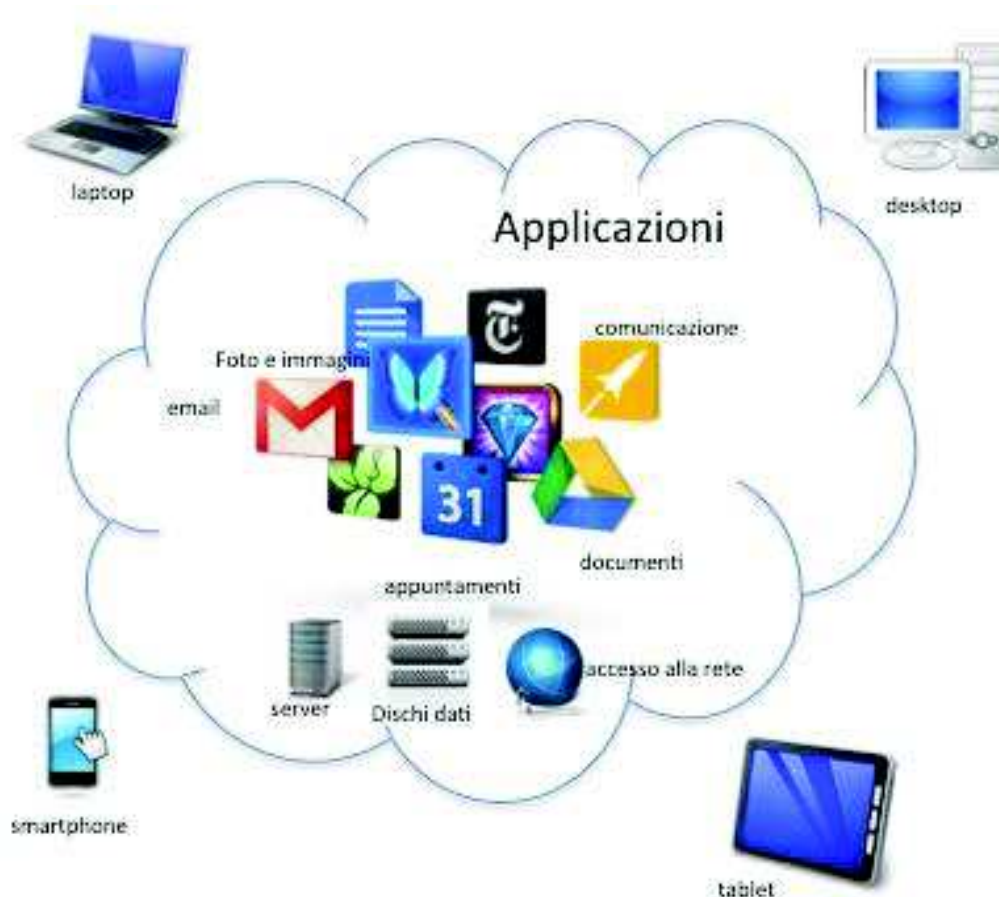 laptop
desktop
Applicazioni
comunicazione
Foto e immagini
email
31
documenti
appuntamenti
accesso alla rete
server
Dischi dati
smartphone
tablet